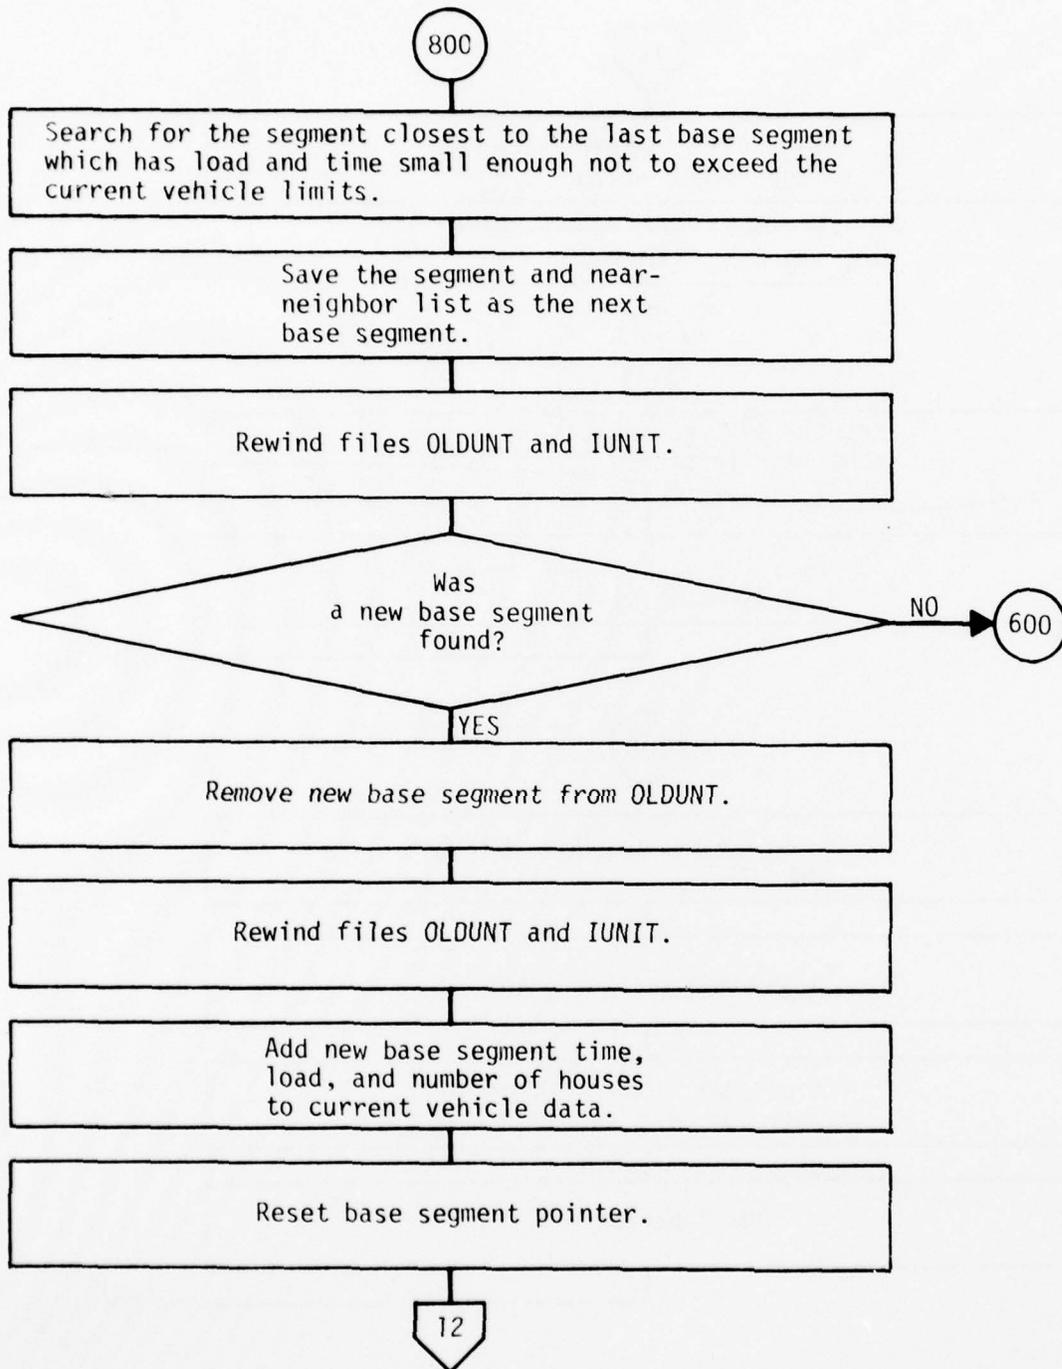 800
Search for the segment closest to the last base segment
which has load and time small enough not to exceed the
current vehicle limits.
Save the segment and near-
neighbor list as the next
base segment.
Rewind files OLDUNT and IUNIT.
Was
a new base segment
found?
NO
600
YES
Remove new base segment from OLDUNT.
Rewind files OLDUNT and IUNIT.
Add new base segment time,
load, and number of houses
to current vehicle data.
Reset base segment pointer.
12